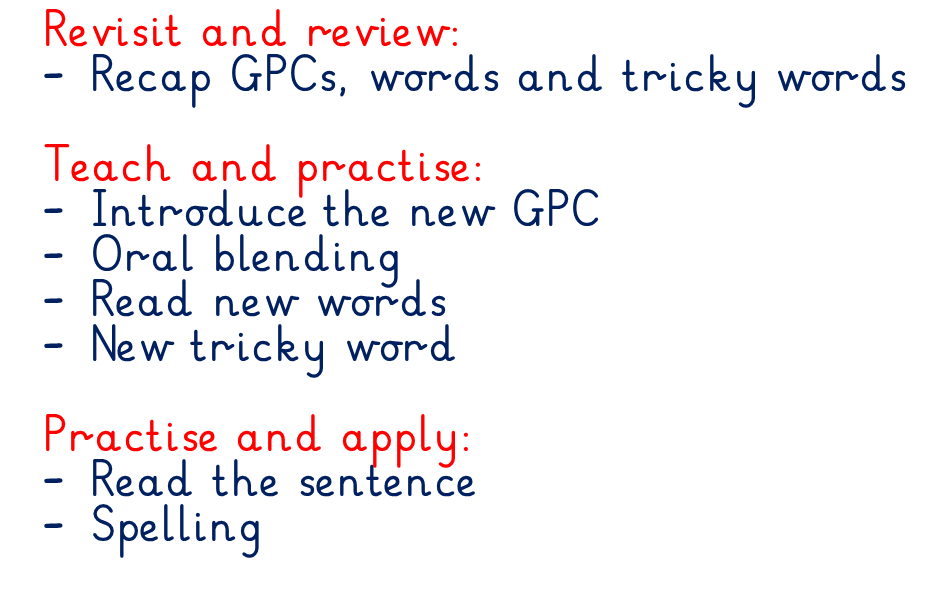 Revisit and review:
- Recap GPCs, words and tricky words
Teach and practise:
- Introduce the new GPC
- Oral blending
- Read new words
- New tricky word
Practise and apply:
- Read the sentence
- Spelling